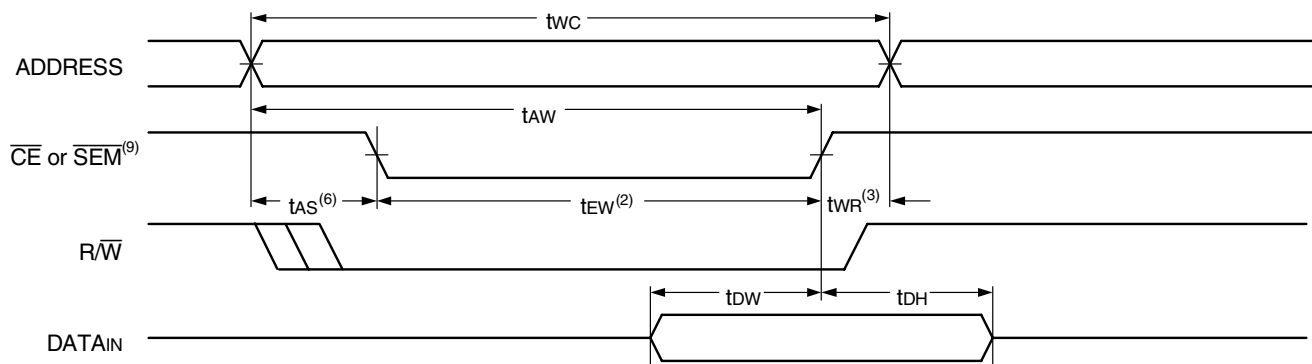 tWC
ADDRESS
tAW
CE or SEM(9)
tAS(6)
tEW(2)
tWR(3)
R/W
tDW
tDH
DATAIN